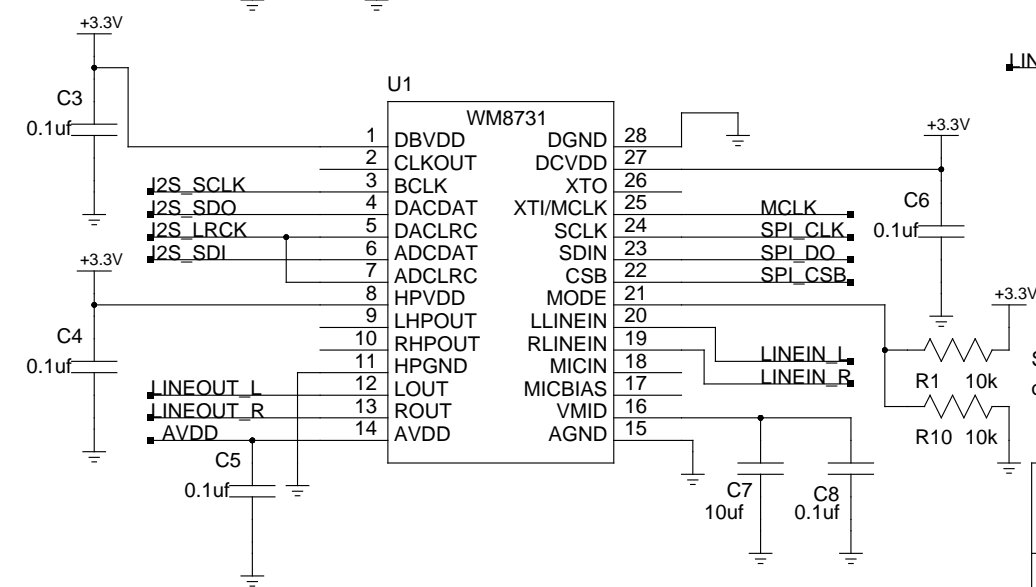 +3.3V
LIN
U1
C3
0.1uf
WM8731
+3.3V
1 DBVDD DGND 28
2 CLKOUT DCVDD 27
I2S_SCLK 3 BCLK XTO 26
I2S_SDO 4 DACDAT XTI/MCLK 25 MCLK
I2S_LRCK 5 DACLRC SCLK 24 SPI_CLK
I2S_SDI 6 ADCDAT SDIN 23 SPI_DO
7 ADCLRC CSB 22 SPI_CSB
C6
0.1uf
+3.3V
8 HPVDD MODE 21
+3.3V
9 LHPOUT LLINEIN 20
10 RHPOUT RLINEIN 19
C4
0.1uf
11 HPGND MICIN 18
LINEIN_L
LINEOUT_L 12 LOUT MICBIAS 17
LINEIN_R
LINEOUT_R 13 ROUT VMID 16
AVDD 14 AVDD AGND 15
R1 10k
R10 10k
C5
0.1uf
C7
10uf
C8
0.1uf